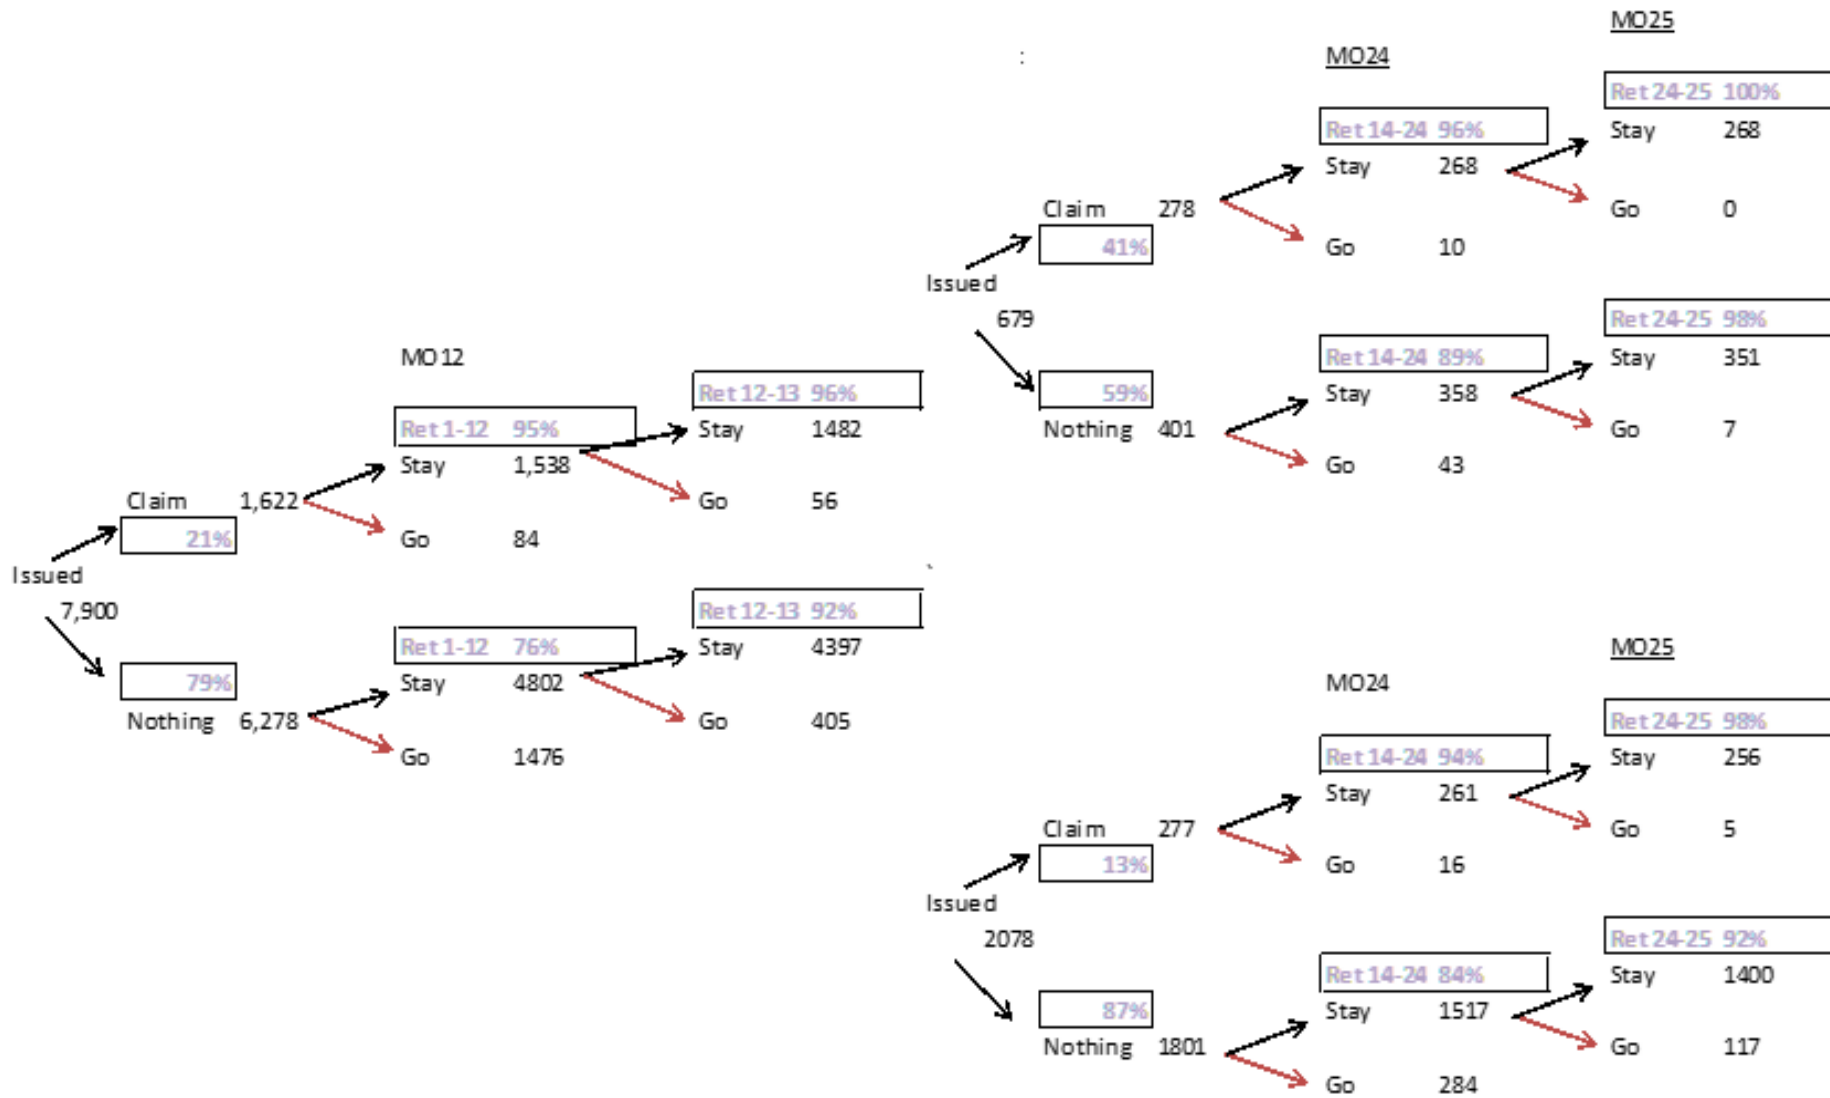 MO25
:
MO24
Ret 24-25 100%
Ret 14-24 96%
Stay 268
Stay 268
Claim 278
Go 0
41%
Go 10
Issued
679
Ret 24-25 98%
MO12
Ret 14-24 89%
Stay 351
Ret 12-13 96%
59%
Stay 358
Ret 1-12 95%
Stay 1482
Nothing 401
Go 7
Stay 1,538
Go 43
Claim 1,622
Go 56
21%
Go 84
Issued
7,900
Ret 12-13 92%
Ret 1-12 76%
Stay 4397
MO25
79%
Stay 4802
MO24
Nothing 6,278
Go 405
Ret 24-25 98%
Go 1476
Ret 14-24 94%
Stay 256
Stay 261
Claim 277
Go 5
13%
Go 16
Issued
2078
Ret 24-25 92%
Ret 14-24 84%
Stay 1400
87%
Stay 1517
Nothing 1801
Go 117
Go 284